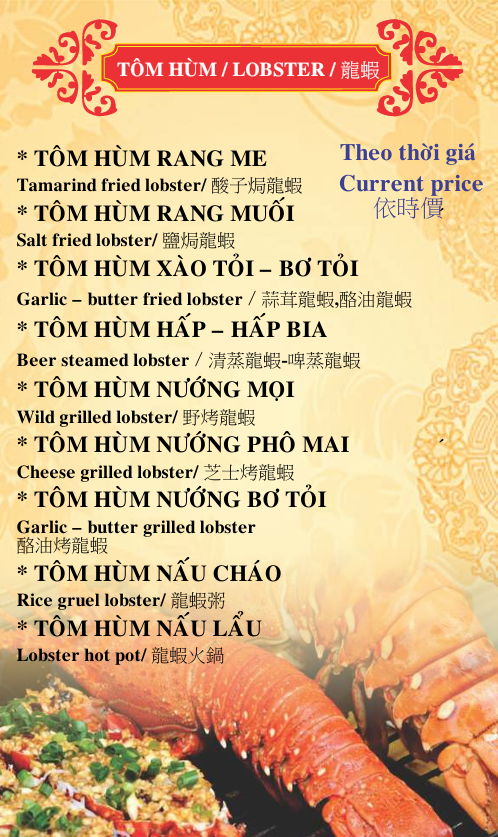 TÔM HÙM / LOBSTER / 龍蝦
* TÔM HÙM RANG ME
Theo thời giá
Tamarind fried lobster/ 酸子焗龍蝦
Current price
* TÔM HÙM RANG MUỐI
依時價
Salt fried lobster/ 鹽焗龍蝦
* TÔM HÙM XÀO TỎI – BƠ TỎI
Garlic – butter fried lobster / 蒜茸龍蝦,酪油龍蝦
* TÔM HÙM HẤP – HẤP BIA
Beer steamed lobster / 清蒸龍蝦-啤蒸龍蝦
* TÔM HÙM NƯỚNG MỌI
Wild grilled lobster/ 野烤龍蝦
* TÔM HÙM NƯỚNG PHÔ MAI
Cheese grilled lobster/ 芝士烤龍蝦
* TÔM HÙM NƯỚNG BƠ TỎI
Garlic – butter grilled lobster
酪油烤龍蝦
* TÔM HÙM NẤU CHÁO
Rice gruel lobster/ 龍蝦粥
* TÔM HÙM NẤU LẨU
Lobster hot pot/ 龍蝦火鍋